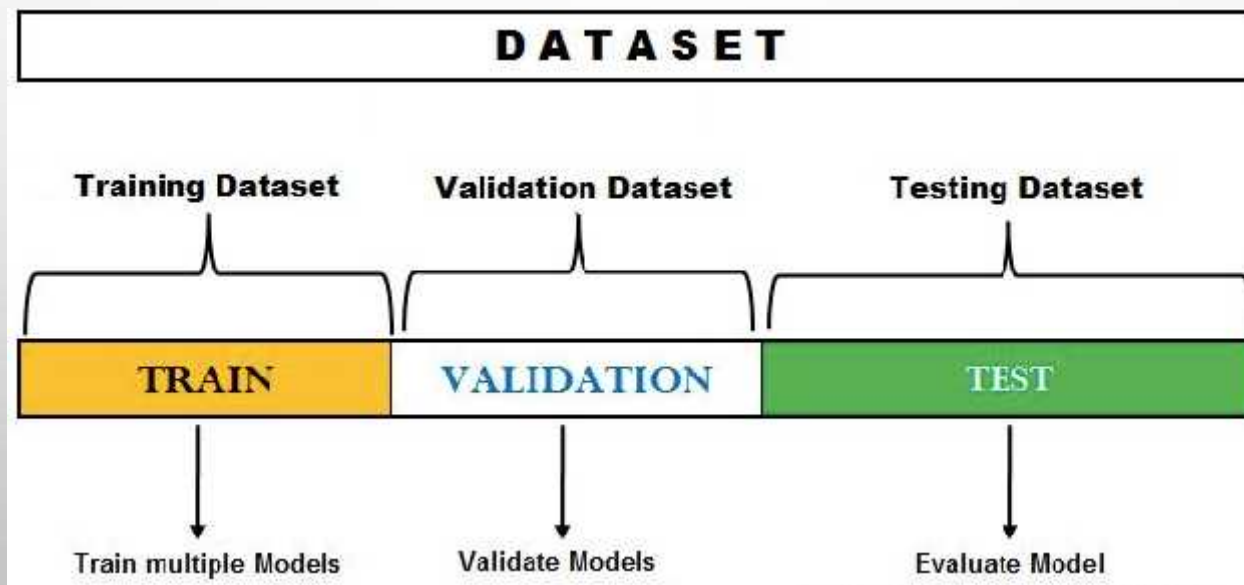 DATASET
Training Dataset Validation Dataset Testing Dataset
TRAIN VALIDATION TEST
Train multiple Models Validate Models Evaluate Model